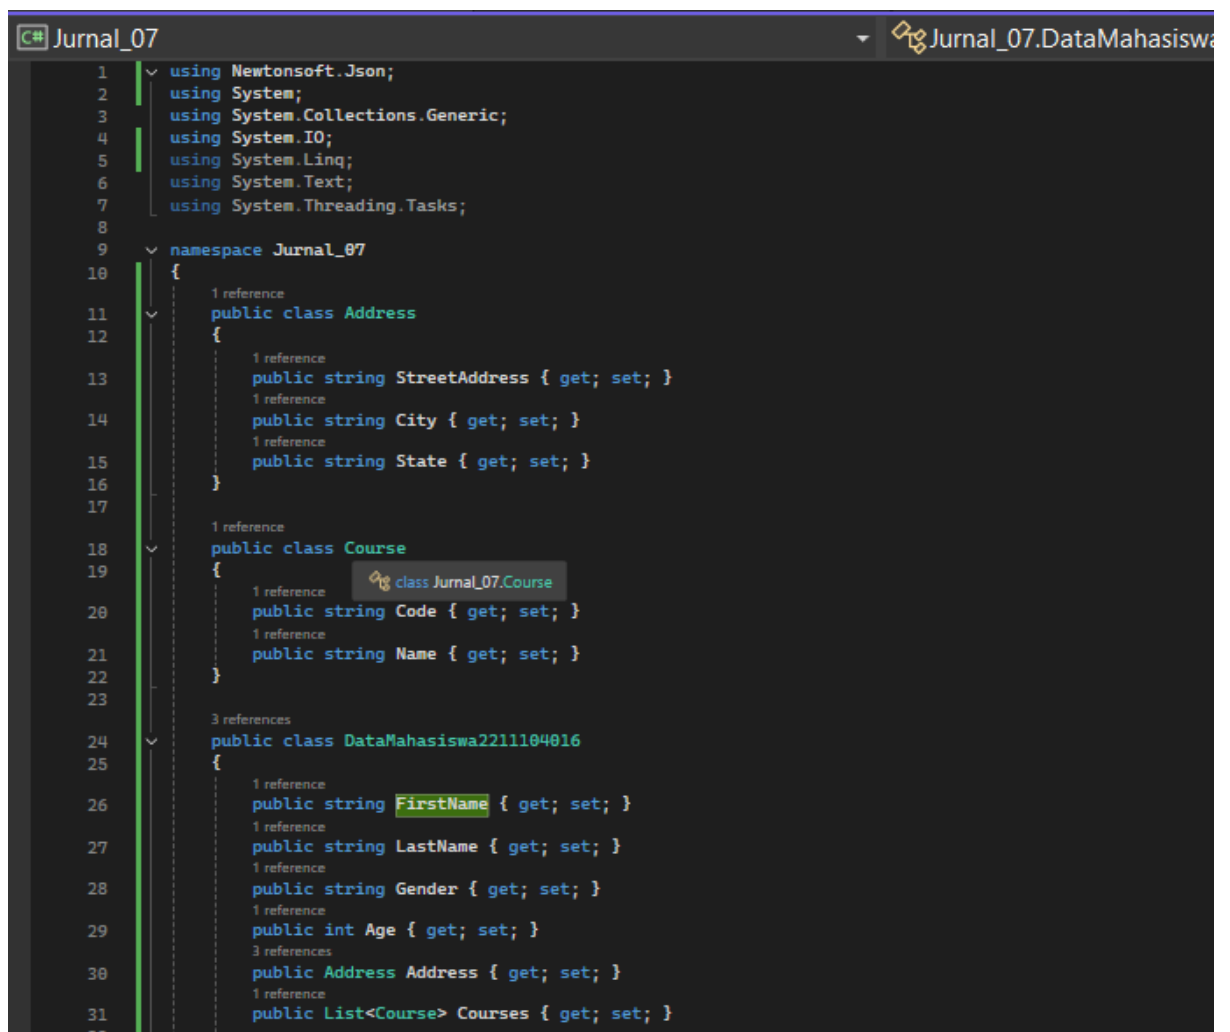 C# Jurnal_07 Jurnal_07.DataMahasiswa
1 using Newtonsoft.Json;
2 using System;
3 using System.Collections.Generic;
4 using System.IO;
5 using System.Linq;
6 using System.Text;
7 using System.Threading.Tasks;
8
9 namespace Jurnal_07
10 {
1 reference
11 public class Address
12 {
1 reference
13 public string StreetAddress { get; set; }
1 reference
14 public string City { get; set; }
1 reference
15 public string State { get; set; }
16 }
17
1 reference
18 public class Course
19 {
class Jurnal_07.Course
1 reference
20 public string Code { get; set; }
1 reference
21 public string Name { get; set; }
22 }
23
3 references
24 public class DataMahasiswa2211104016
25 {
1 reference
26 public string FirstName { get; set; }
1 reference
27 public string LastName { get; set; }
1 reference
28 public string Gender { get; set; }
1 reference
29 public int Age { get; set; }
3 references
30 public Address Address { get; set; }
1 reference
31 public List<Course> Courses { get; set; }